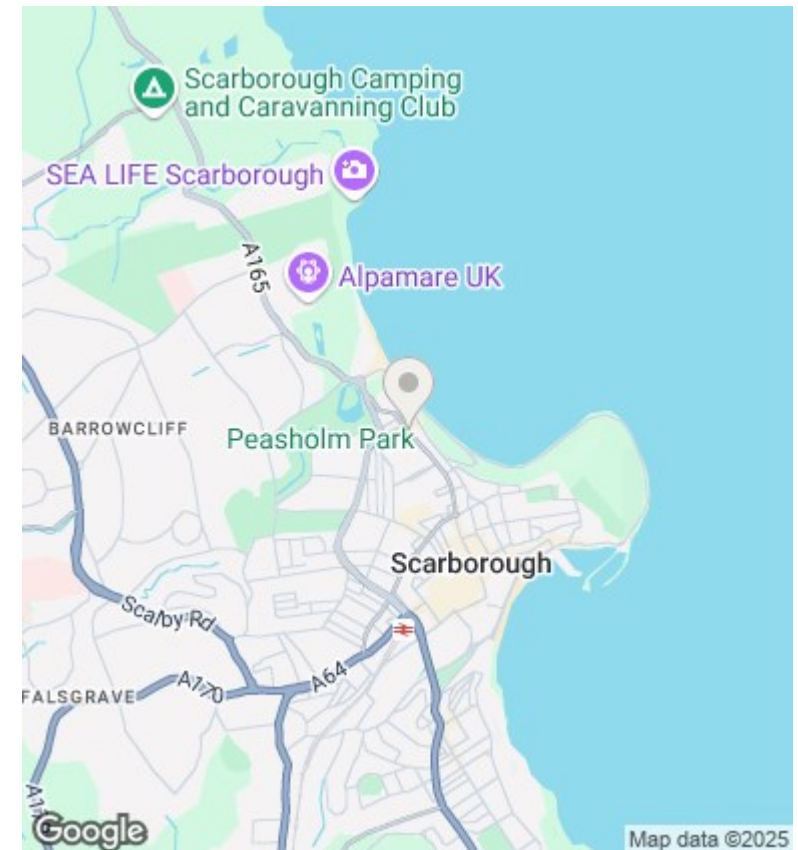 Scarborough Camping
and Caravanning Club
SEA LIFE Scarborough
A165
Alpamare UK
BARROWCLIFF
Peasholm Park
Scarborough
Scalby Rd
A64
FALSGRAVE
A170
Google
Map data ©2025